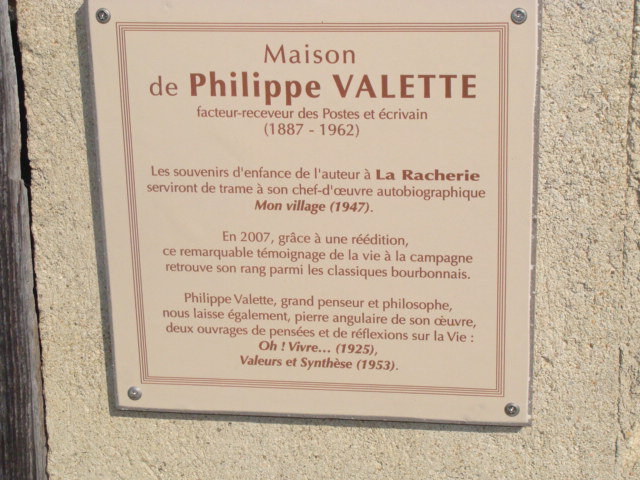 Maison
de Philippe VALETTE
facteur-receveur des Postes et écrivain
(1887 - 1962)
Les souvenirs d'enfance de l'auteur à La Racherie
serviront de trame à son chef-d'œuvre autobiographique
Mon village (1947).
En 2007, grâce à une réédition,
ce remarquable témoignage de la vie à la campagne
retrouve son rang parmi les classiques bourbonnais.
Philippe Valette, grand penseur et philosophe,
nous laisse également, pierre angulaire de son œuvre,
deux ouvrages de pensées et de réflexions sur la Vie :
Oh ! Vivre... (1925),
Valeurs et Synthèse (1953).